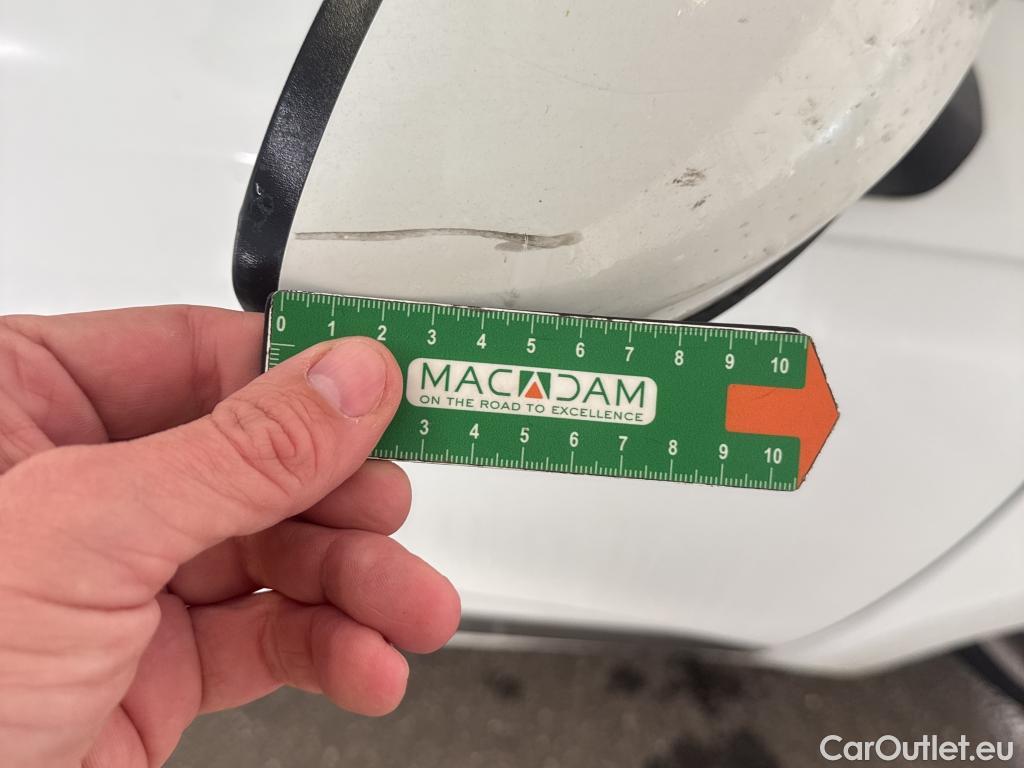 0 1 2 3 4 5 6 7 8 9 10
MACADAM
ON THE ROAD TO EXCELLENCE
3 4 5 6 7 8 9 10
CarOutlet.eu